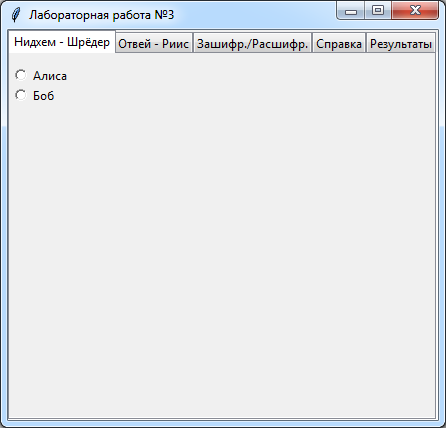 Лабораторная работа №3
Нидхем - Шрёдер Отвей - Риис Зашифр./Расшифр. Справка Результаты
Алиса
Боб